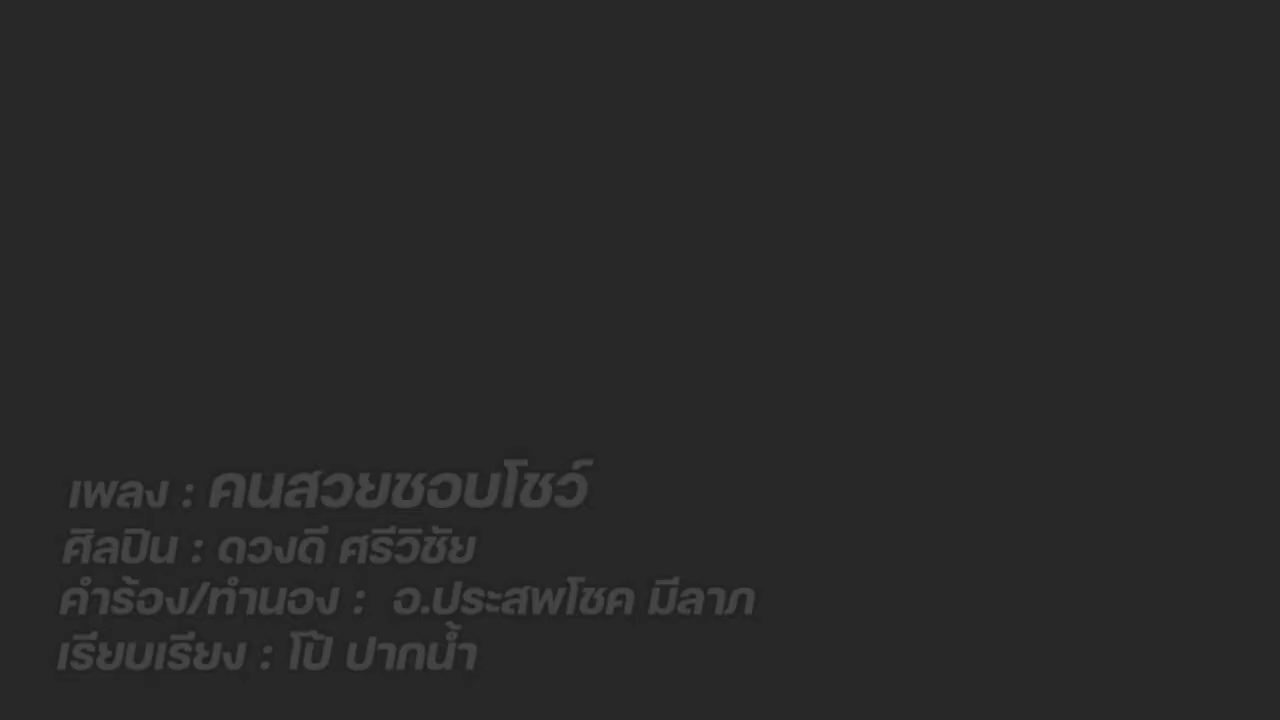 เพลง : คนสวยชอบโชว์
ศิลปิน : ดวงดี ศรีวิชัย
คำร้อง/ทำนอง : อ.ประสพโชค มีลาภ
เรียบเรียง : โป้ ปากน้ำ